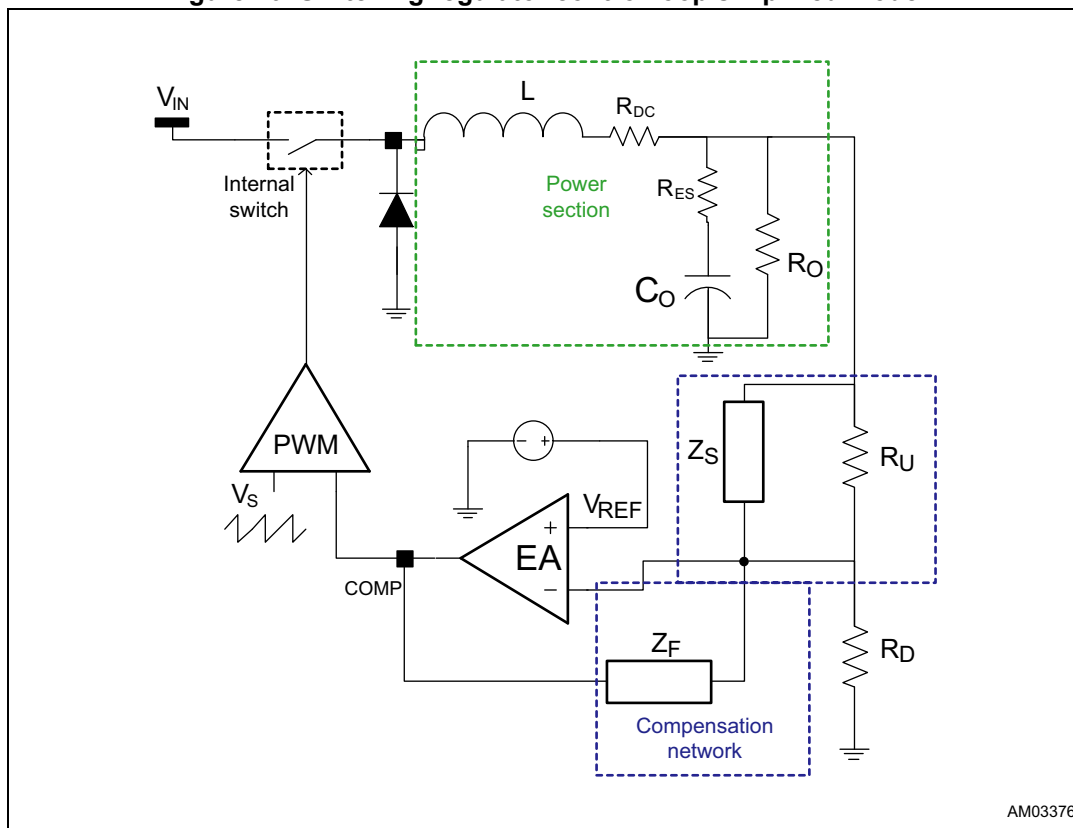 VIN
Internal
switch
L
RDC
Power
section
RES
CO
RO
PWM
VS
COMP
EA
+
−
- +
VREF
ZS
RU
ZF
RD
Compensation
network
AM03376